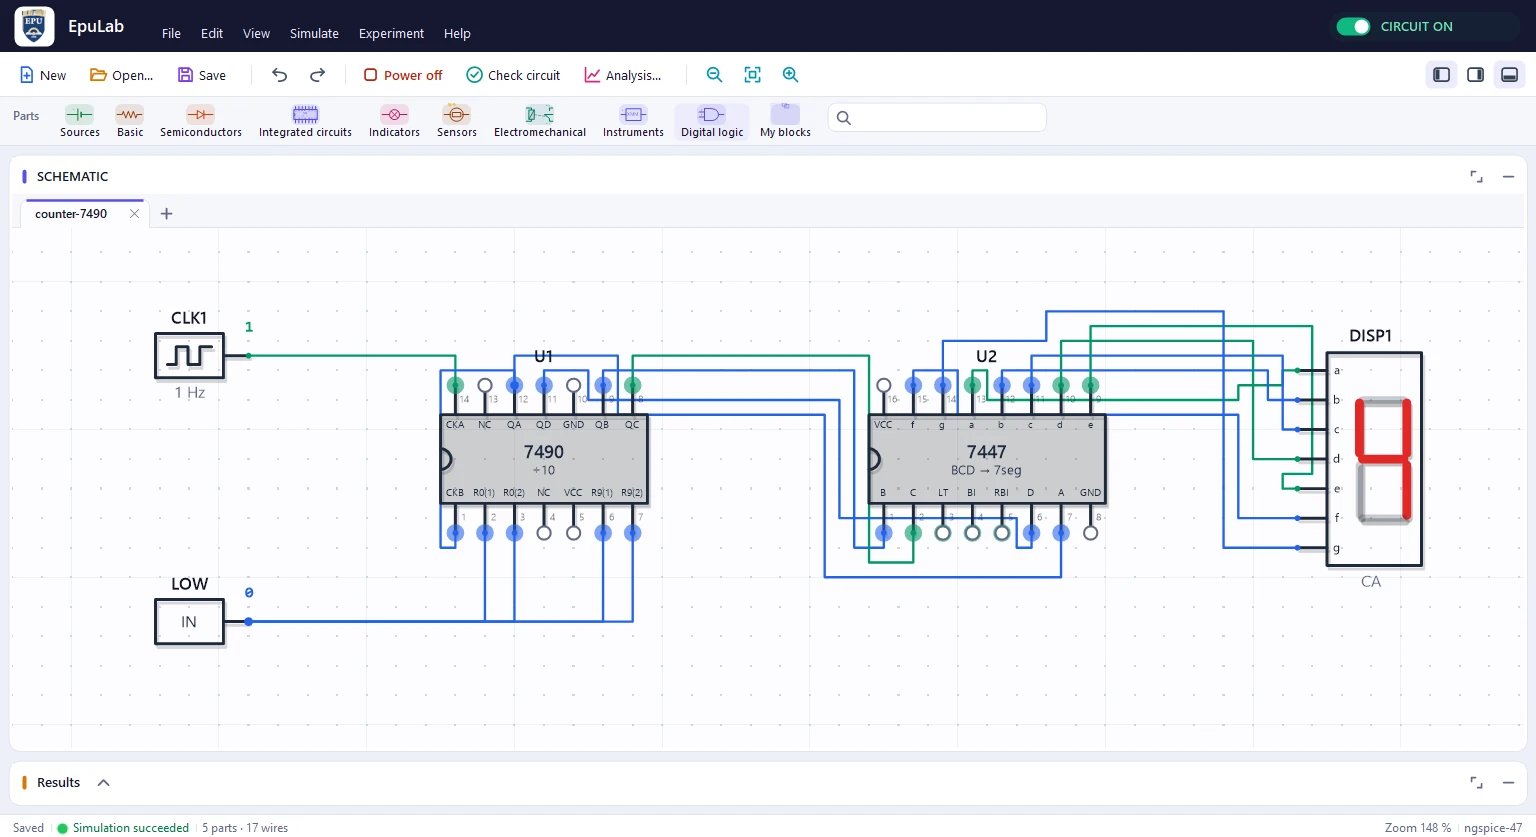 EPU
EpuLab
File Edit View Simulate Experiment Help
CIRCUIT ON
New Open... Save Power off Check circuit Analysis...
Parts Sources Basic Semiconductors Integrated circuits Indicators Sensors Electromechanical Instruments Digital logic My blocks
SCHEMATIC
counter-7490
CLK1
1
1 Hz
LOW
0
IN
U1
14 13 12 11 10 9 8
CKA NC QA QD GND QB QC
7490
÷10
CKB R0(1) R0(2) NC VCC R9(1) R9(2)
1 2 3 4 5 6 7
U2
16 15 14 13 12 11 10 9
VCC f g a b c d e
7447
BCD → 7seg
B C LT BI RBI D A GND
1 2 3 4 5 6 7 8
DISP1
a
b
c
d
e
f
g
CA
Results
Saved Simulation succeeded 5 parts · 17 wires Zoom 148 % ngspice-47